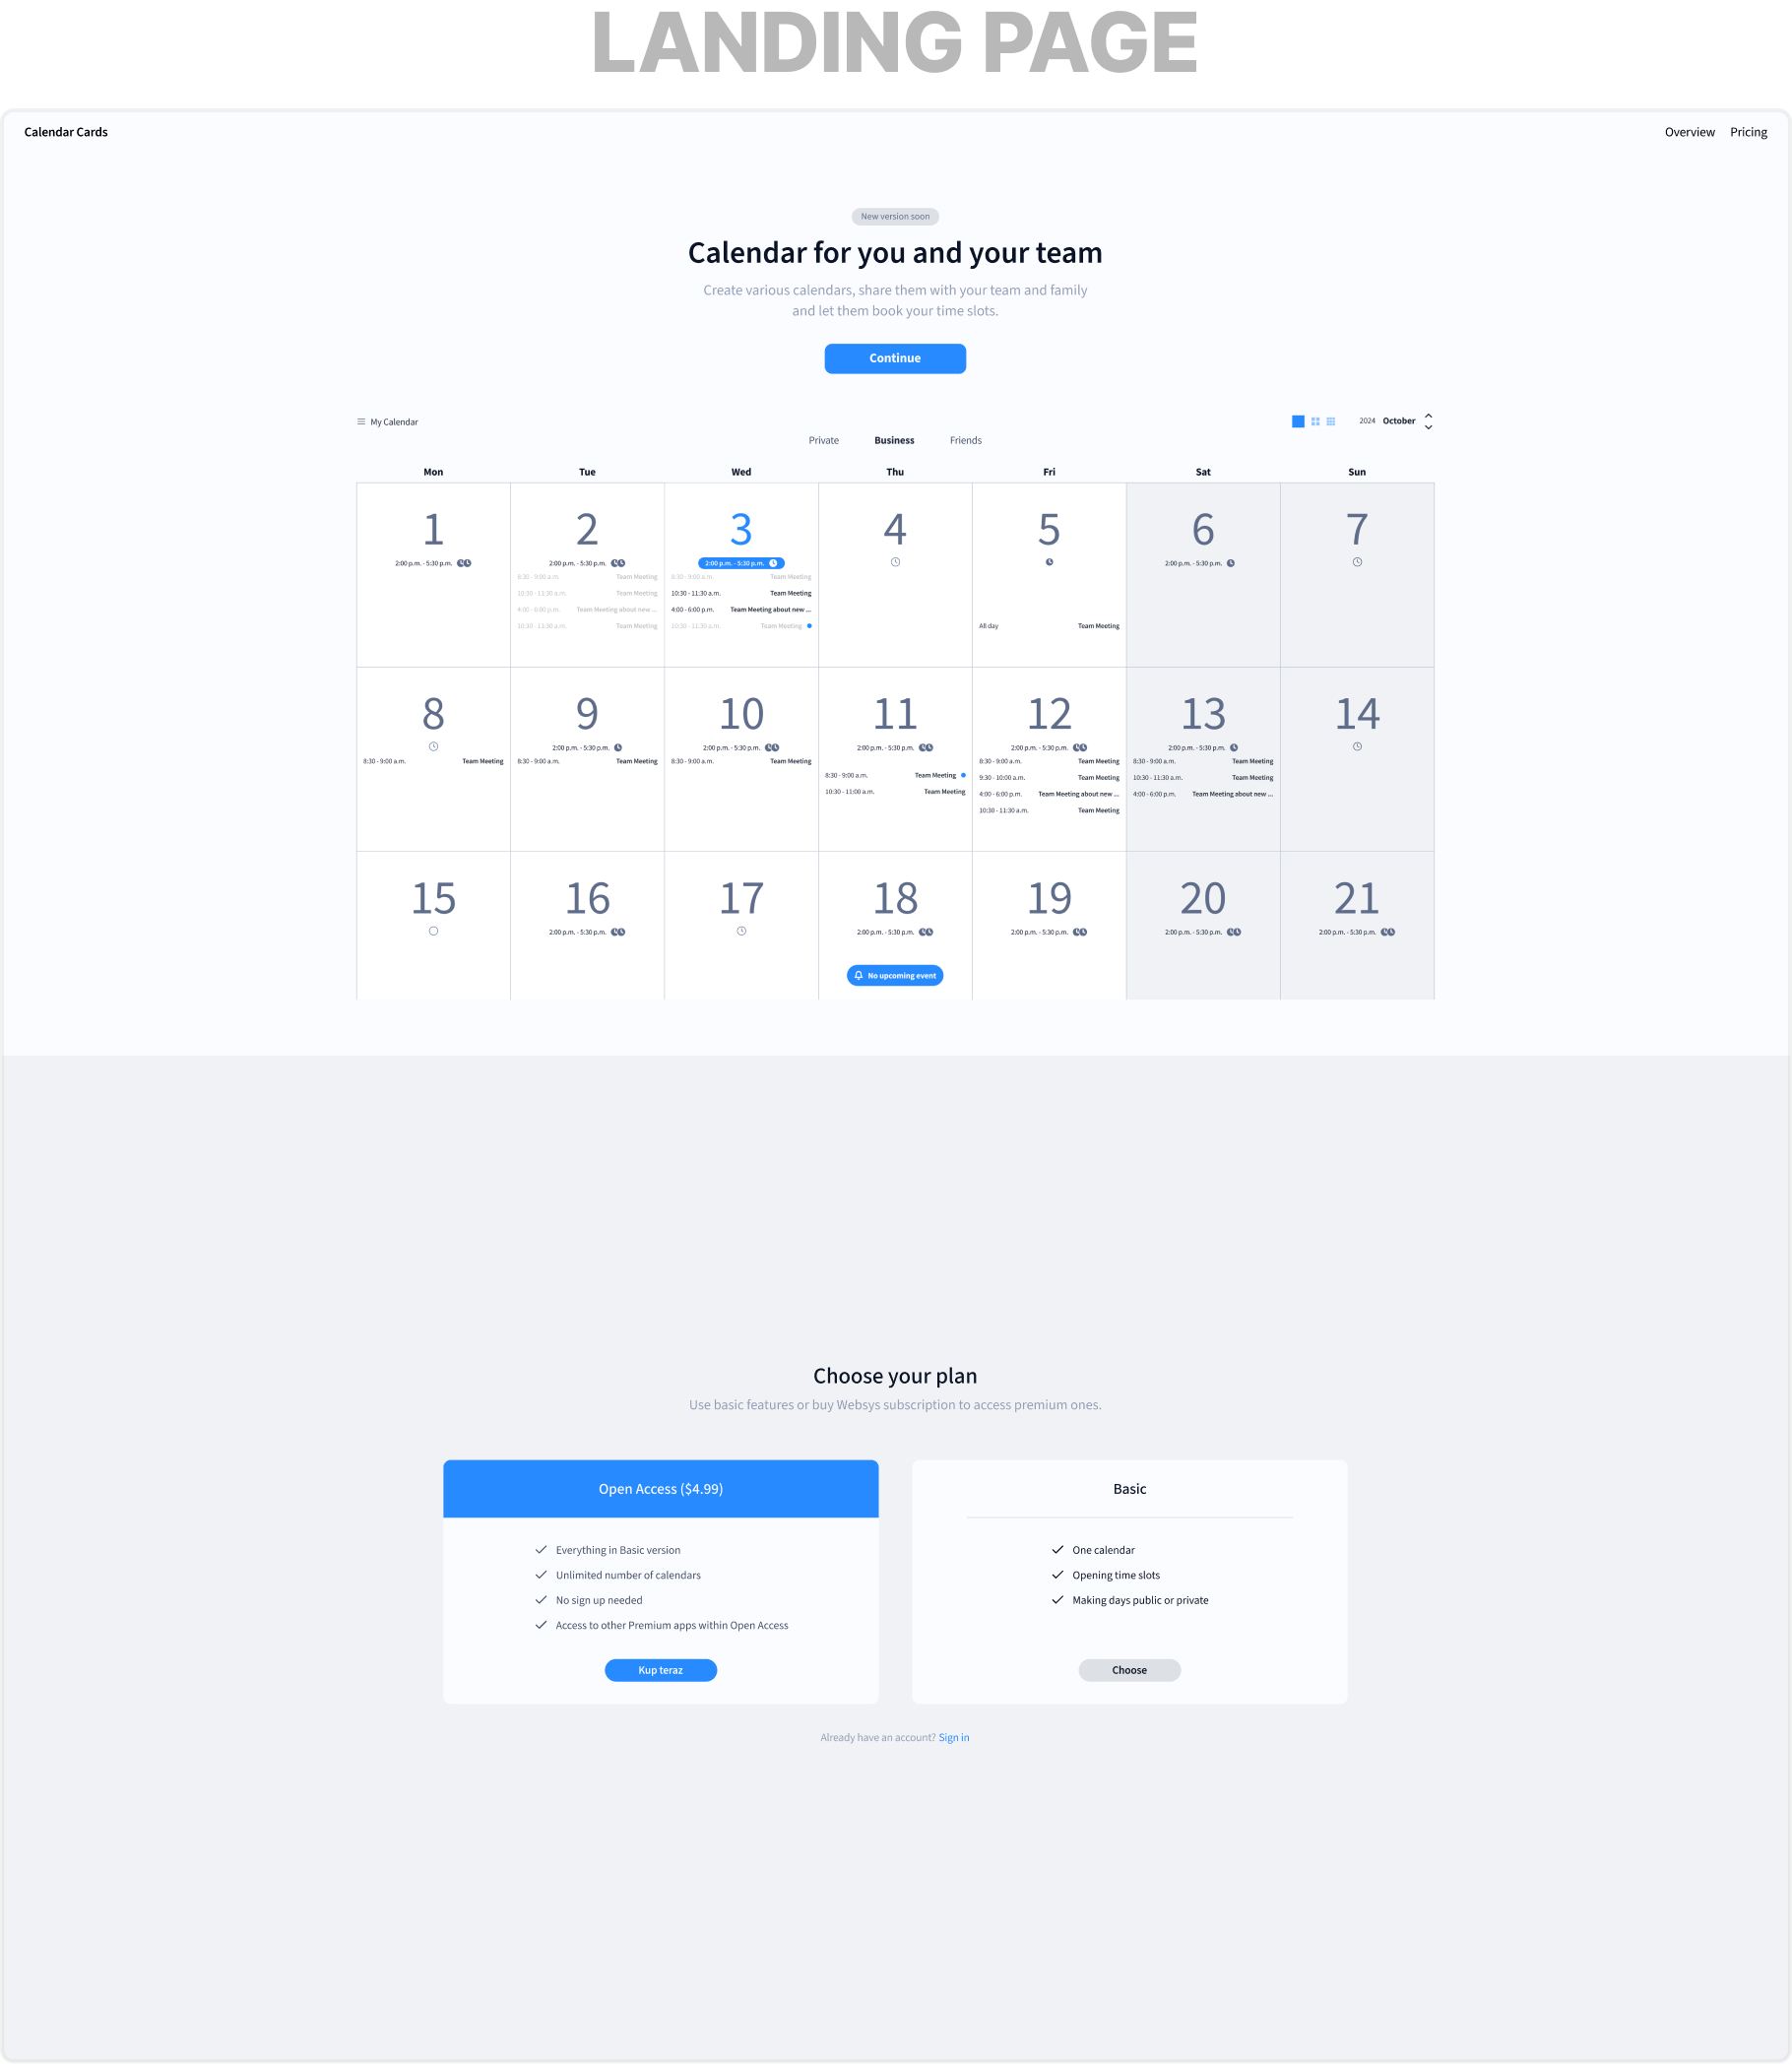 LANDING PAGE
Calendar Cards
Overview Pricing
New version soon
Calendar for you and your team
Create various calendars, share them with your team and family
and let them book your time slots.
Continue
My Calendar
2024 October
Private Business Friends
Mon Tue Wed Thu Fri Sat Sun
1 2 3 4 5 6 7
2:00 p.m. - 5:30 p.m. 2:00 p.m. - 5:30 p.m. 2:00 p.m. - 5:30 p.m. 2:00 p.m. - 5:30 p.m.
8:30 - 9:00 a.m. Team Meeting 8:30 - 9:00 a.m. Team Meeting
10:30 - 11:30 a.m. Team Meeting 10:30 - 11:30 a.m. Team Meeting
4:00 - 6:00 p.m. Team Meeting about new ... 4:00 - 6:00 p.m. Team Meeting about new ...
10:30 - 11:30 a.m. Team Meeting 10:30 - 11:30 a.m. Team Meeting All day Team Meeting
8 9 10 11 12 13 14
2:00 p.m. - 5:30 p.m. 2:00 p.m. - 5:30 p.m. 2:00 p.m. - 5:30 p.m. 2:00 p.m. - 5:30 p.m. 2:00 p.m. - 5:30 p.m.
8:30 - 9:00 a.m. Team Meeting 8:30 - 9:00 a.m. Team Meeting 8:30 - 9:00 a.m. Team Meeting 8:30 - 9:00 a.m. Team Meeting 8:30 - 9:00 a.m. Team Meeting
8:30 - 9:00 a.m. Team Meeting 9:30 - 10:00 a.m. Team Meeting 10:30 - 11:30 a.m. Team Meeting
10:30 - 11:00 a.m. Team Meeting 4:00 - 6:00 p.m. Team Meeting about new ... 4:00 - 6:00 p.m. Team Meeting about new ...
10:30 - 11:30 a.m. Team Meeting
15 16 17 18 19 20 21
2:00 p.m. - 5:30 p.m. 2:00 p.m. - 5:30 p.m. 2:00 p.m. - 5:30 p.m. 2:00 p.m. - 5:30 p.m. 2:00 p.m. - 5:30 p.m.
No upcoming event
Choose your plan
Use basic features or buy Websys subscription to access premium ones.
Open Access ($4.99)
Everything in Basic version
Unlimited number of calendars
No sign up needed
Access to other Premium apps within Open Access
Kup teraz
Basic
One calendar
Opening time slots
Making days public or private
Choose
Already have an account? Sign in